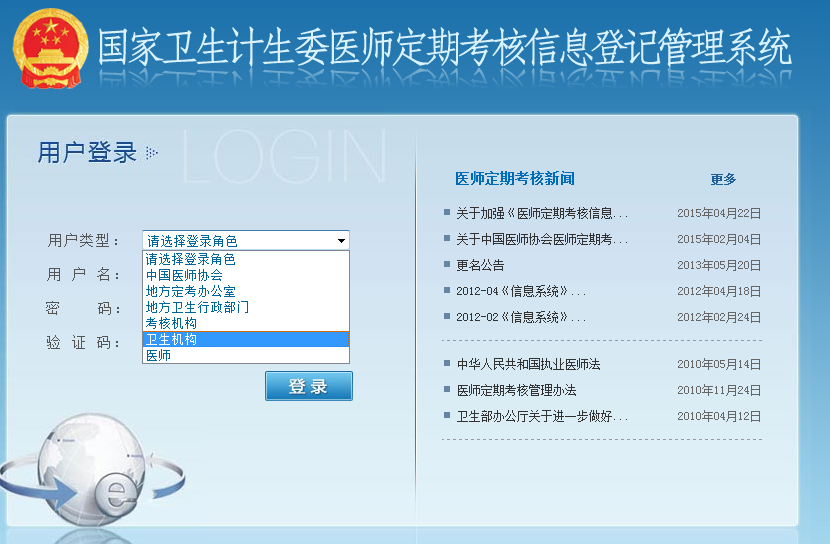 国家卫生计生委医师定期考核信息登记管理系统
用户登录
LOGIN
用户类型：
请选择登录角色
请选择登录角色
中国医师协会
地方定考办公室
地方卫生行政部门
考核机构
卫生机构
医师
用 户 名：
密 码：
验 证 码：
登 录
e
医师定期考核新闻 更多
关于加强《医师定期考核信息... 2015年04月22日
关于中国医师协会医师定期考... 2015年02月04日
更名公告 2013年05月20日
2012-04《信息系统》... 2012年04月18日
2012-02《信息系统》... 2012年02月24日
中华人民共和国执业医师法 2010年05月14日
医师定期考核管理办法 2010年11月24日
卫生部办公厅关于进一步做好... 2010年04月12日